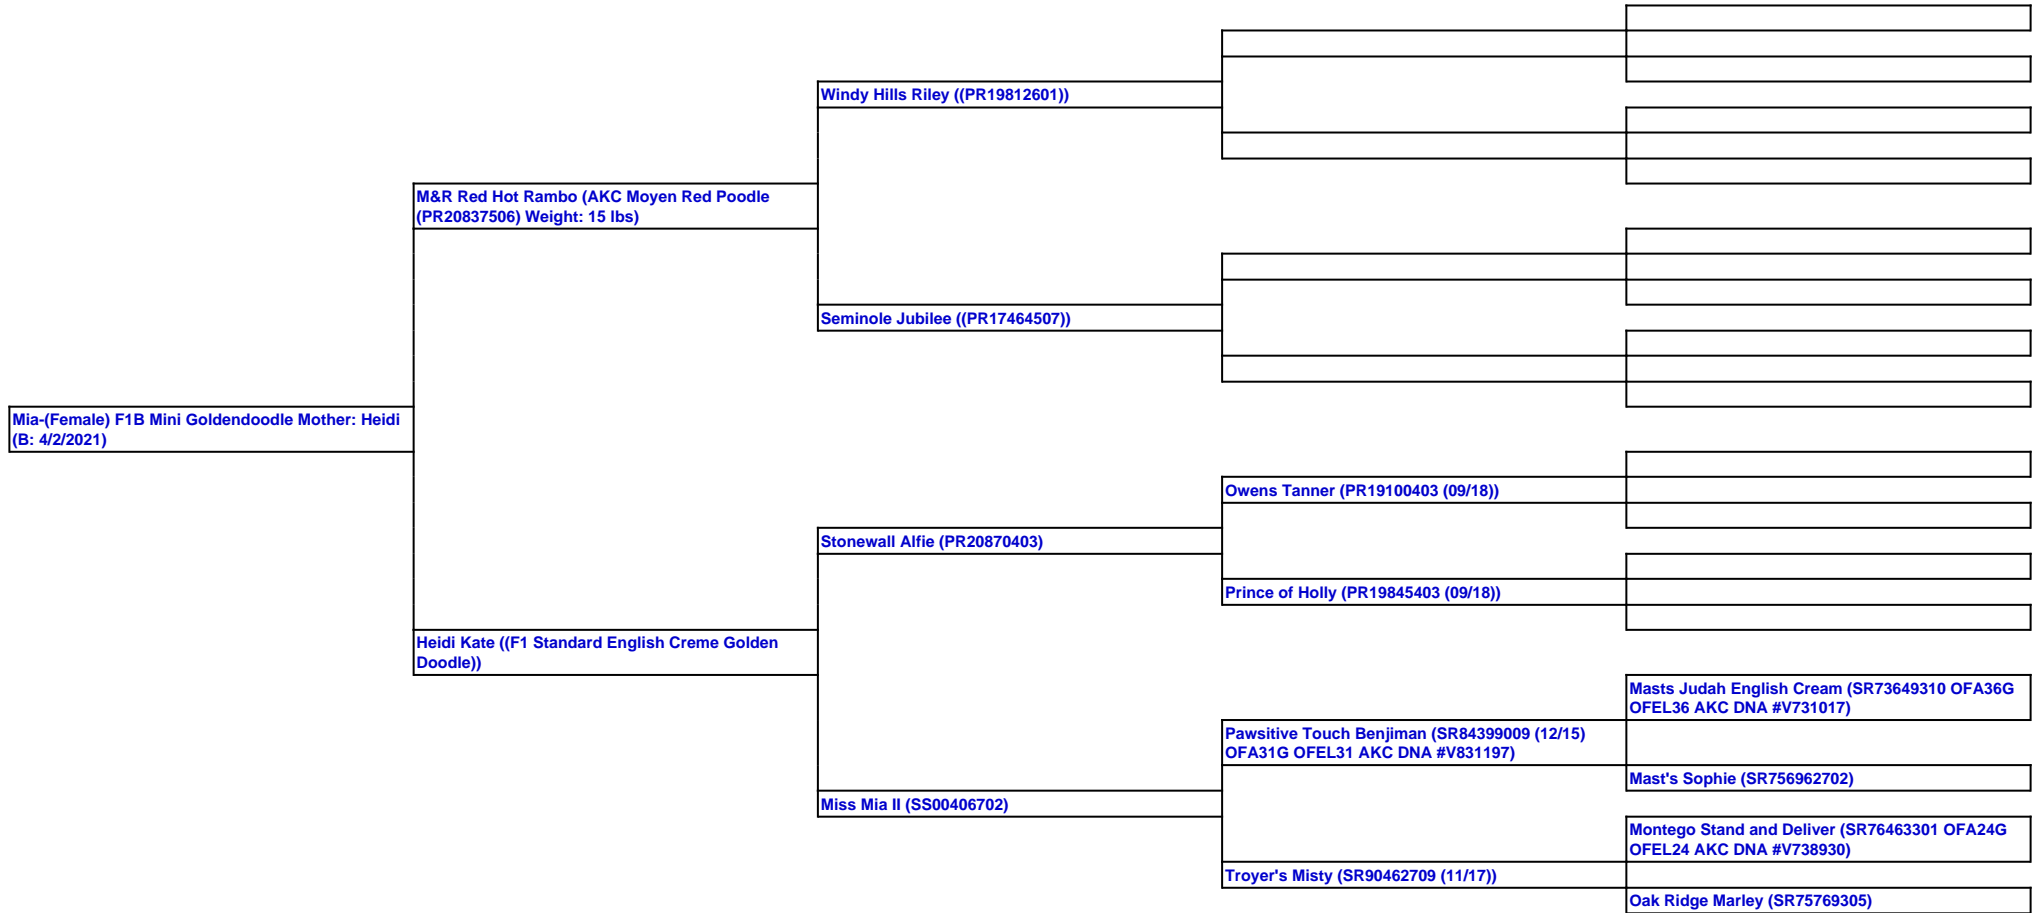 Windy Hills Riley ((PR19812601))
M&R Red Hot Rambo (AKC Moyen Red Poodle
(PR20837506) Weight: 15 lbs)
Seminole Jubilee ((PR17464507))
Mia-(Female) F1B Mini Goldendoodle Mother: Heidi
(B: 4/2/2021)
Owens Tanner (PR19100403 (09/18))
Stonewall Alfie (PR20870403)
Prince of Holly (PR19845403 (09/18))
Heidi Kate ((F1 Standard English Creme Golden
Doodle))
Masts Judah English Cream (SR73649310 OFA36G
OFEL36 AKC DNA #V731017)
Pawsitive Touch Benjiman (SR84399009 (12/15)
OFA31G OFEL31 AKC DNA #V831197)
Mast's Sophie (SR756962702)
Miss Mia II (SS00406702)
Montego Stand and Deliver (SR76463301 OFA24G
OFEL24 AKC DNA #V738930)
Troyer's Misty (SR90462709 (11/17))
Oak Ridge Marley (SR75769305)